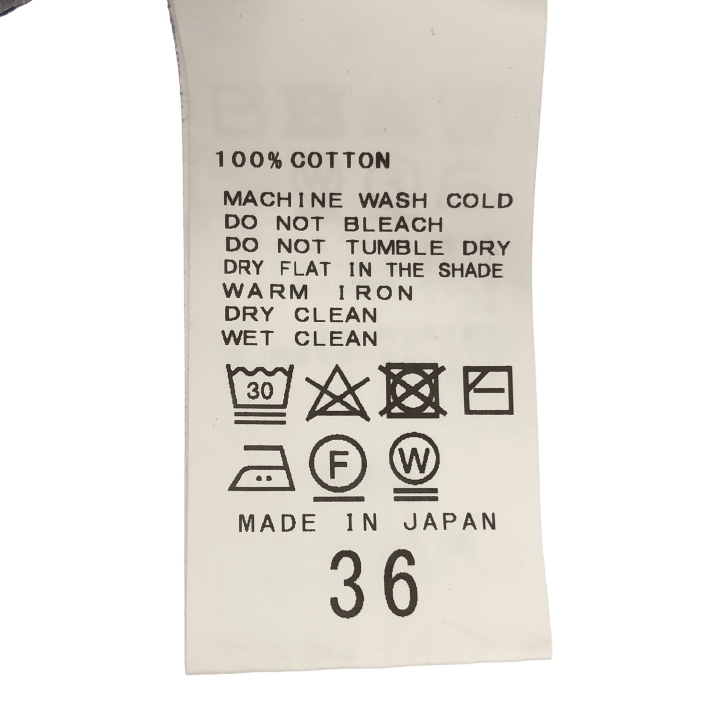 100% COTTON
MACHINE WASH COLD
DO NOT BLEACH
DO NOT TUMBLE DRY
DRY FLAT IN THE SHADE
WARM IRON
DRY CLEAN
WET CLEAN
30
F W
MADE IN JAPAN
36